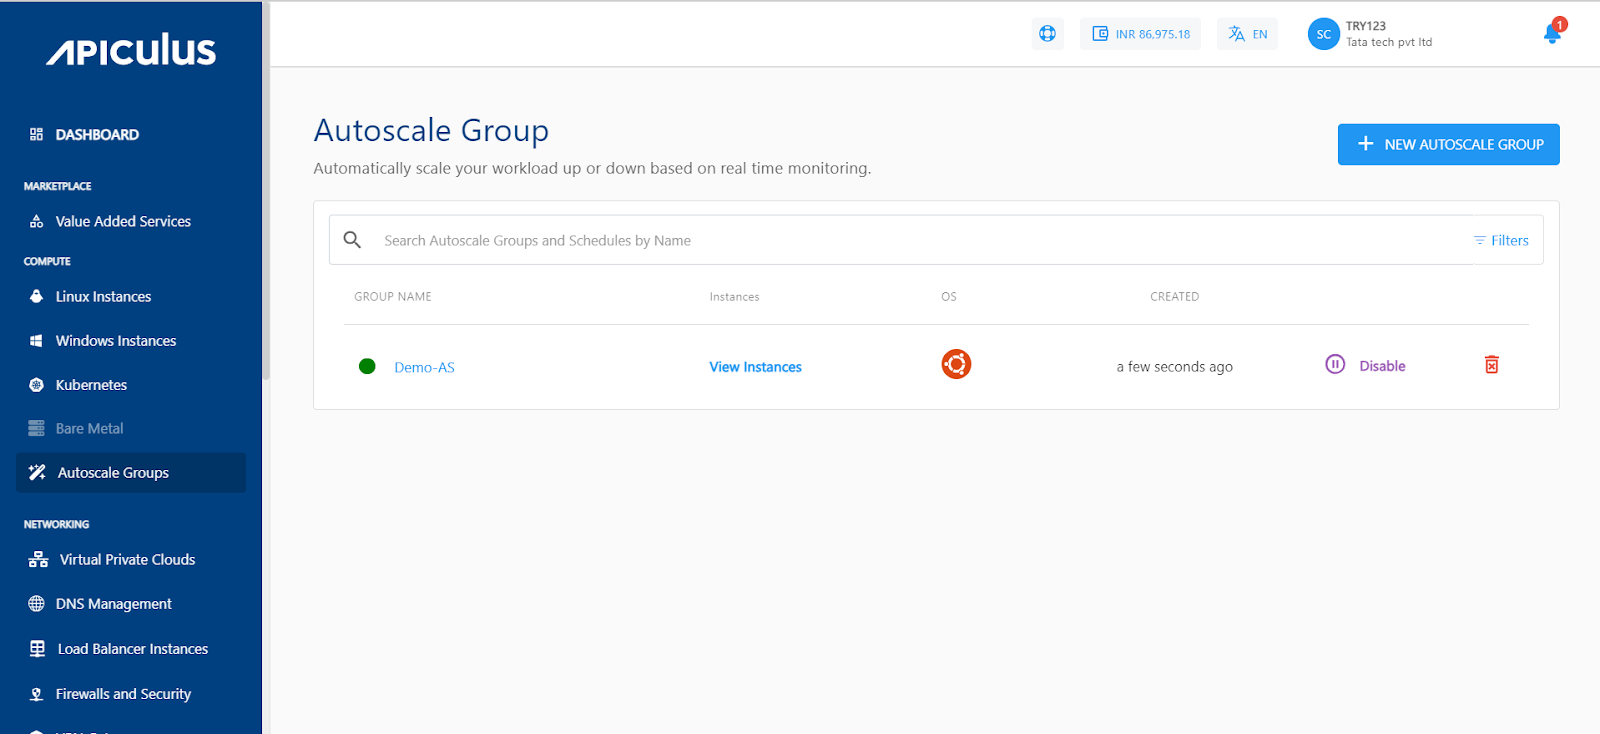 APICULUS
DASHBOARD
MARKETPLACE
Value Added Services
COMPUTE
Linux Instances
Windows Instances
Kubernetes
Bare Metal
Autoscale Groups
NETWORKING
Virtual Private Clouds
DNS Management
Load Balancer Instances
Firewalls and Security
INR 86,975.18
EN
SC
TRY123
Tata tech pvt ltd
1
Autoscale Group
Automatically scale your workload up or down based on real time monitoring.
NEW AUTOSCALE GROUP
Search Autoscale Groups and Schedules by Name
Filters
GROUP NAME Instances OS CREATED
Demo-AS View Instances a few seconds ago Disable